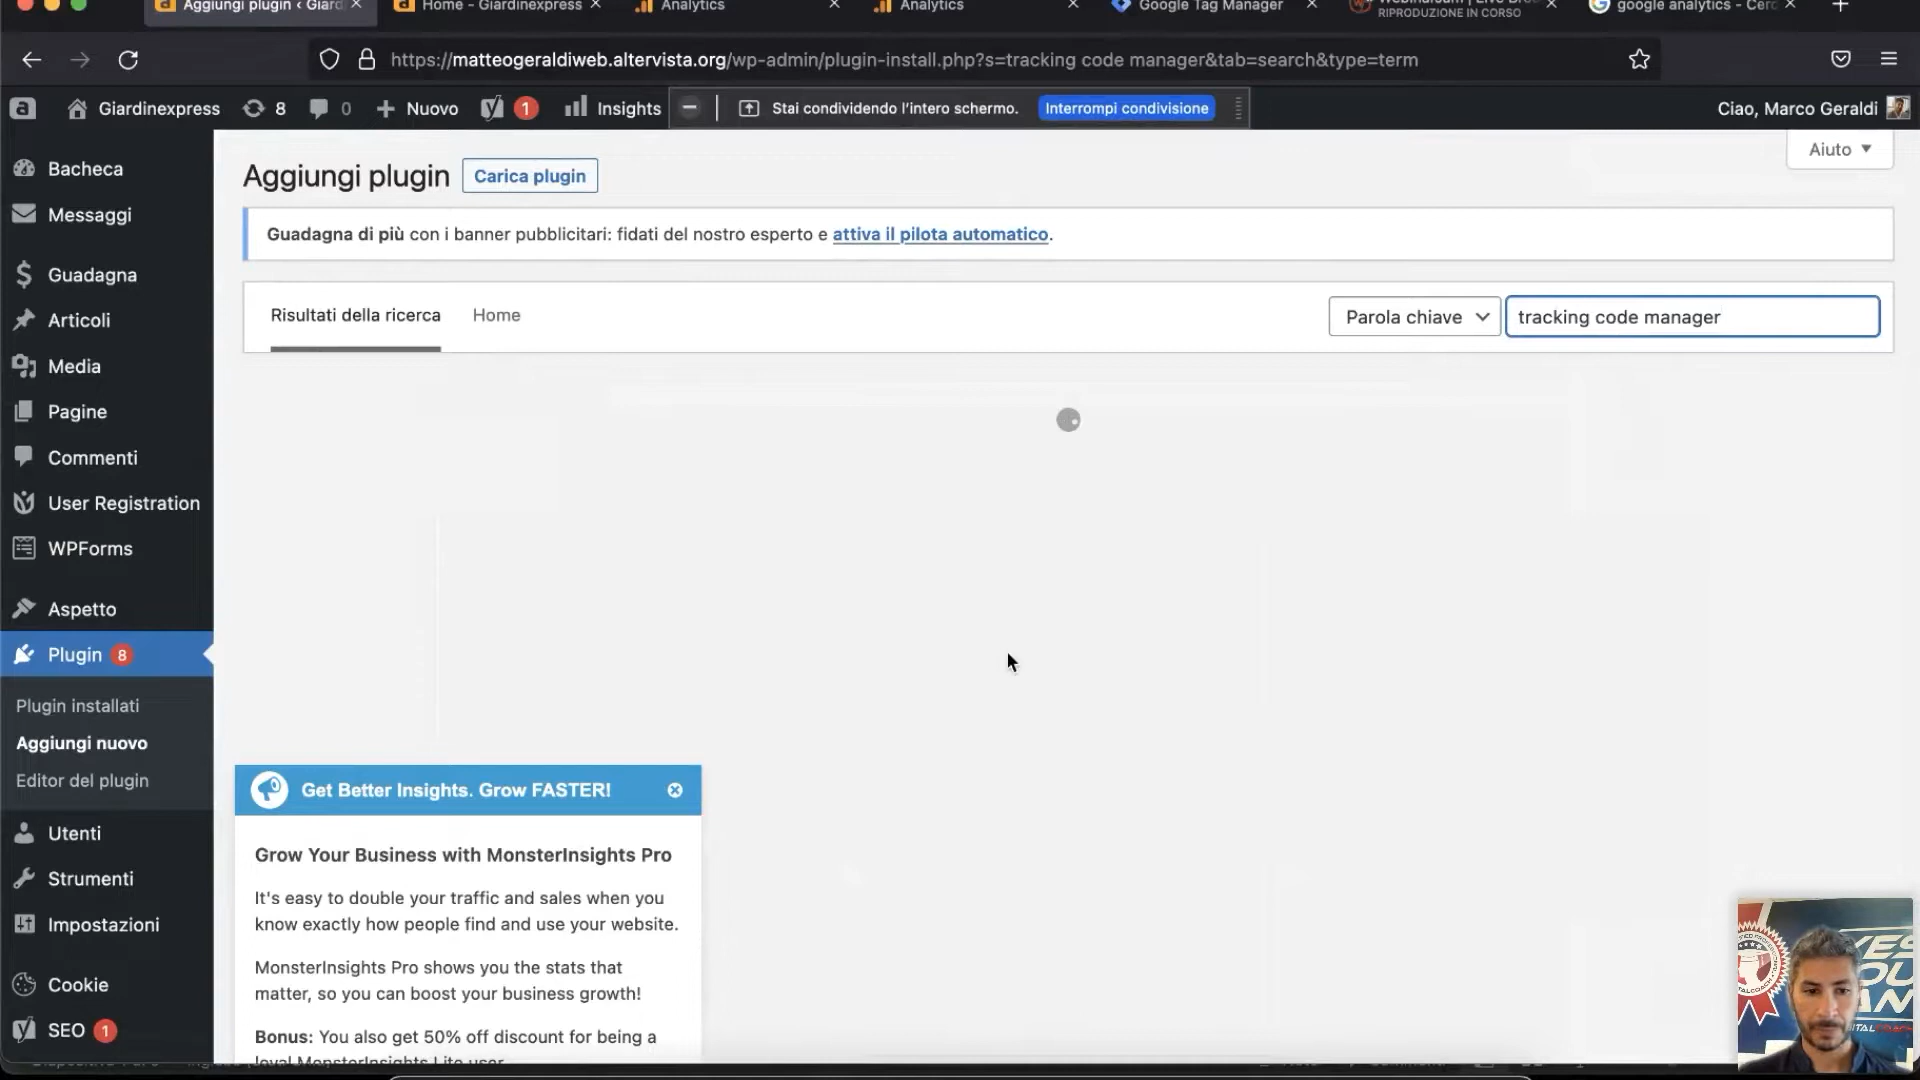 Aggiungi plugin ‹ Giard
Home - Giardinexpress
Analytics
Analytics
Google Tag Manager
RIPRODUZIONE IN CORSO
google analytics - Cerc
https://matteogeraldiweb.altervista.org/wp-admin/plugin-install.php?s=tracking code manager&tab=search&type=term
Giardinexpress
8
0
Nuovo
1
Insights
Stai condividendo l'intero schermo.
Interrompi condivisione
Ciao, Marco Geraldi
Bacheca
Messaggi
Guadagna
Articoli
Media
Pagine
Commenti
User Registration
WPForms
Aspetto
Plugin 8
Plugin installati
Aggiungi nuovo
Editor del plugin
Utenti
Strumenti
Impostazioni
Cookie
SEO 1
Aiuto
Aggiungi plugin
Carica plugin
Guadagna di più con i banner pubblicitari: fidati del nostro esperto e attiva il pilota automatico.
Risultati della ricerca
Home
Parola chiave
tracking code manager
Get Better Insights. Grow FASTER!
Grow Your Business with MonsterInsights Pro
It's easy to double your traffic and sales when you
know exactly how people find and use your website.
MonsterInsights Pro shows you the stats that
matter, so you can boost your business growth!
Bonus: You also get 50% off discount for being a
loyal MonsterInsights Lite user